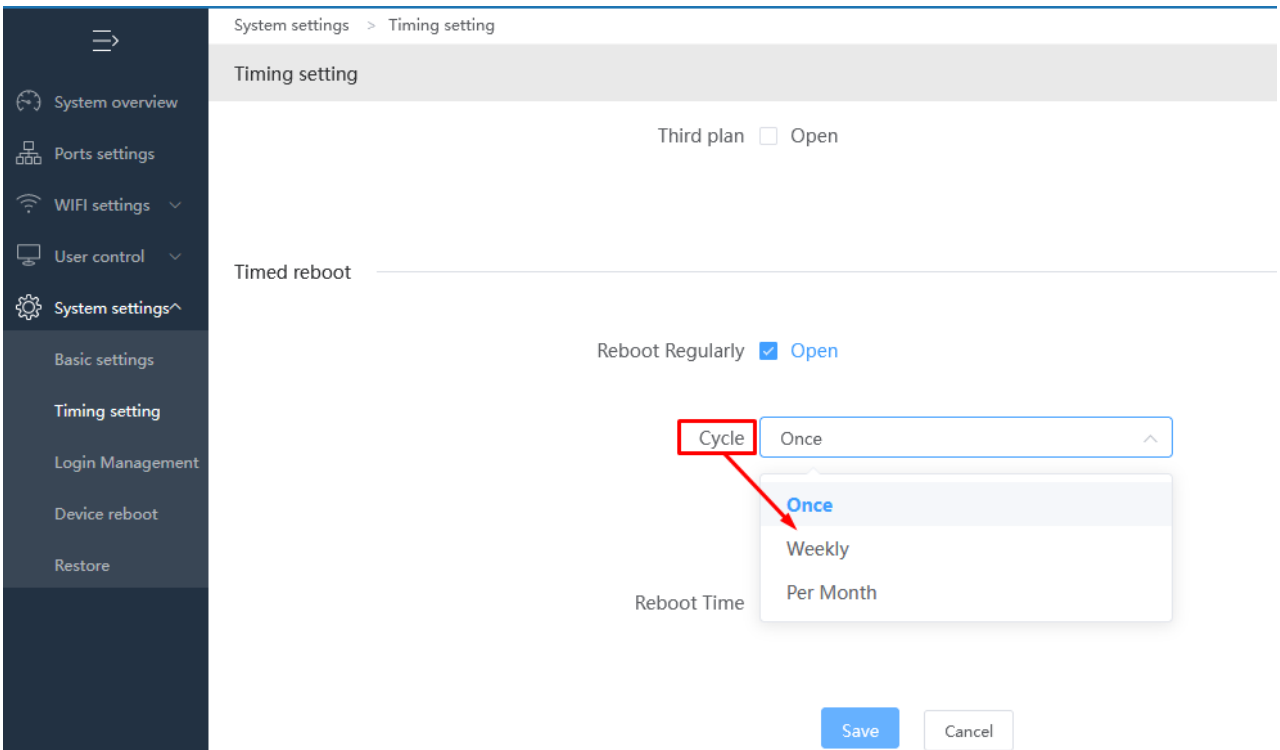 System settings > Timing setting
Timing setting
System overview
Ports settings
WIFI settings
User control
System settings
Basic settings
Timing setting
Login Management
Device reboot
Restore
Third plan Open
Timed reboot
Reboot Regularly Open
Cycle Once
Once
Weekly
Per Month
Reboot Time
Save Cancel